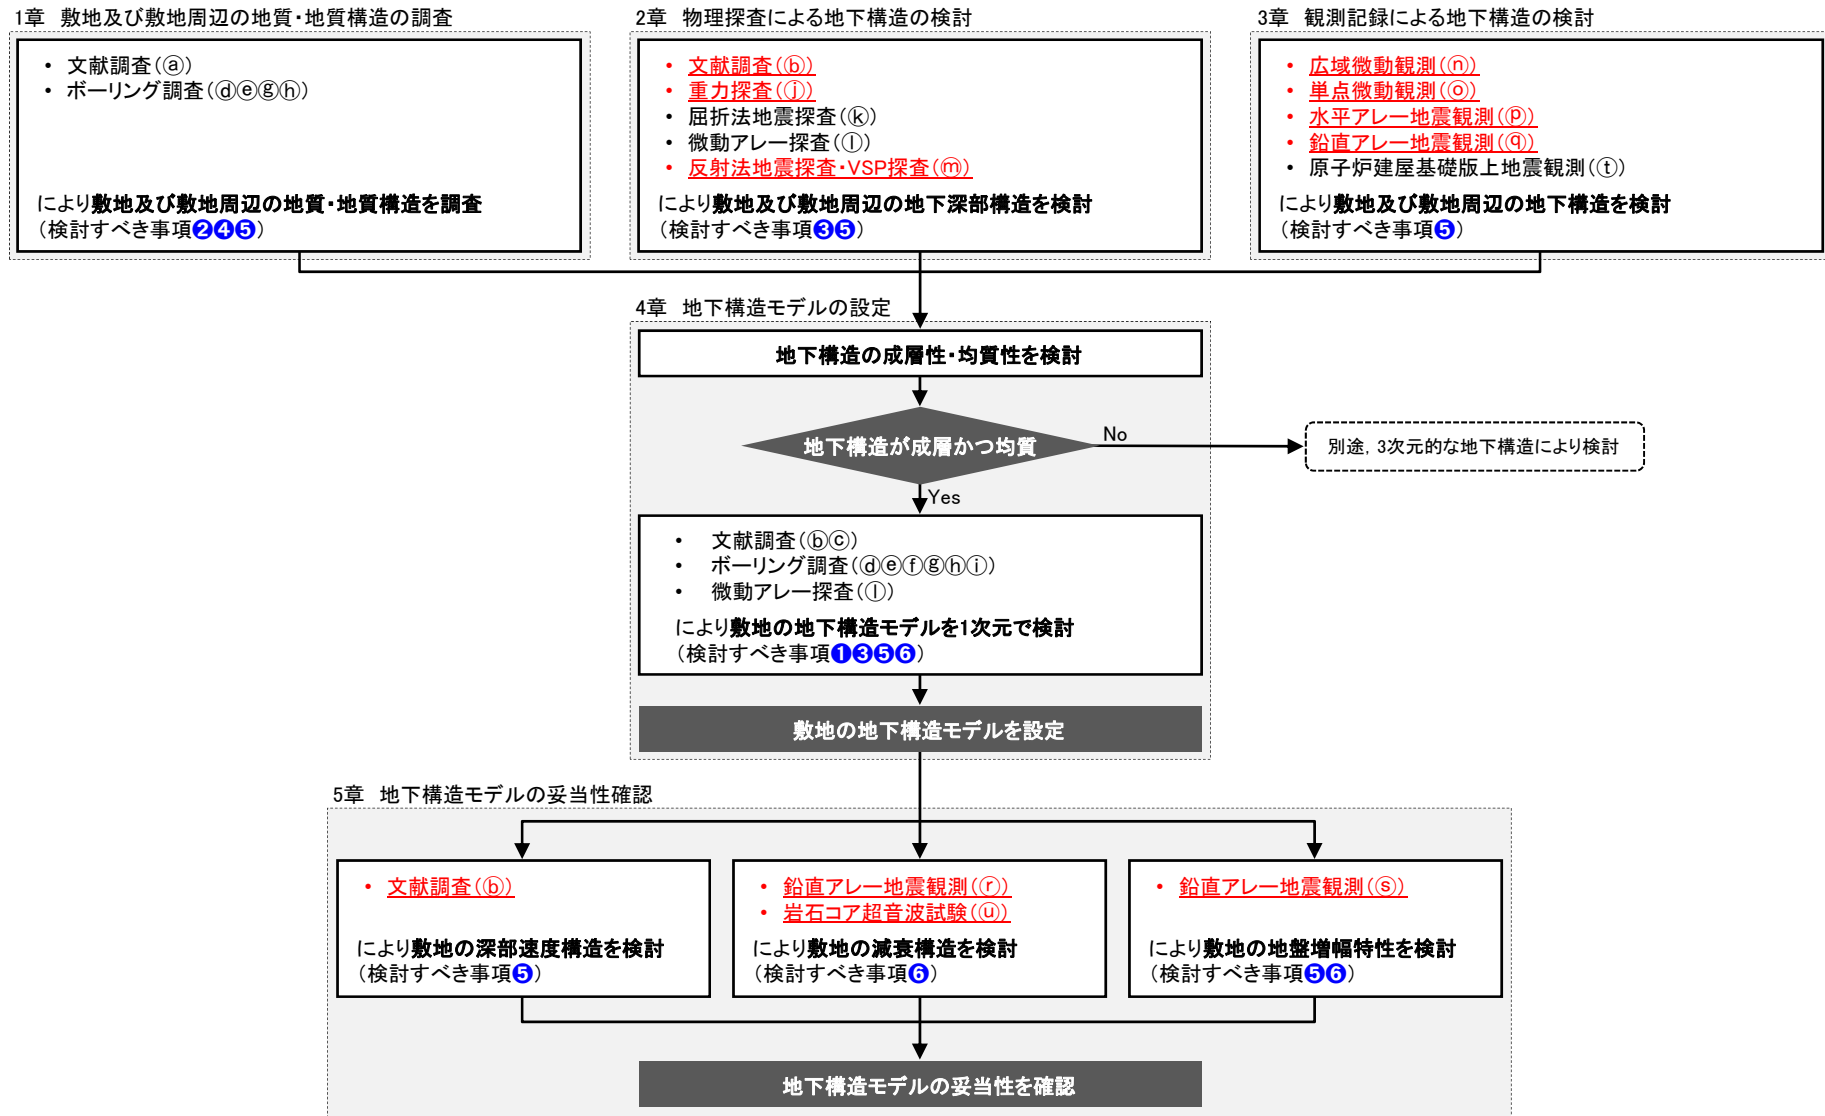 1章　敷地及び敷地周辺の地質・地質構造の調査
・ 文献調査(ⓐ)
・ ボーリング調査(ⓓⓔⓖⓗ)
により敷地及び敷地周辺の地質・地質構造を調査
(検討すべき事項❷❹❺)
2章　物理探査による地下構造の検討
・ 文献調査(ⓑ)
・ 重力探査(ⓙ)
・ 屈折法地震探査(ⓚ)
・ 微動アレー探査(ⓛ)
・ 反射法地震探査・VSP探査(ⓜ)
により敷地及び敷地周辺の地下深部構造を検討
(検討すべき事項❸❺)
3章　観測記録による地下構造の検討
・ 広域微動観測(ⓝ)
・ 単点微動観測(ⓞ)
・ 水平アレー地震観測(ⓟ)
・ 鉛直アレー地震観測(ⓠ)
・ 原子炉建屋基礎版上地震観測(ⓣ)
により敷地及び敷地周辺の地下構造を検討
(検討すべき事項❺)
4章　地下構造モデルの設定
地下構造の成層性・均質性を検討
地下構造が成層かつ均質
No
別途，3次元的な地下構造により検討
Yes
・ 文献調査(ⓑⓒ)
・ ボーリング調査(ⓓⓔⓕⓖⓗⓘ)
・ 微動アレー探査(ⓛ)
により敷地の地下構造モデルを1次元で検討
(検討すべき事項❶❸❺❻)
敷地の地下構造モデルを設定
5章　地下構造モデルの妥当性確認
・ 文献調査(ⓑ)
により敷地の深部速度構造を検討
(検討すべき事項❺)
・ 鉛直アレー地震観測(ⓡ)
・ 岩石コア超音波試験(ⓤ)
により敷地の減衰構造を検討
(検討すべき事項❻)
・ 鉛直アレー地震観測(ⓢ)
により敷地の地盤増幅特性を検討
(検討すべき事項❺❻)
地下構造モデルの妥当性を確認